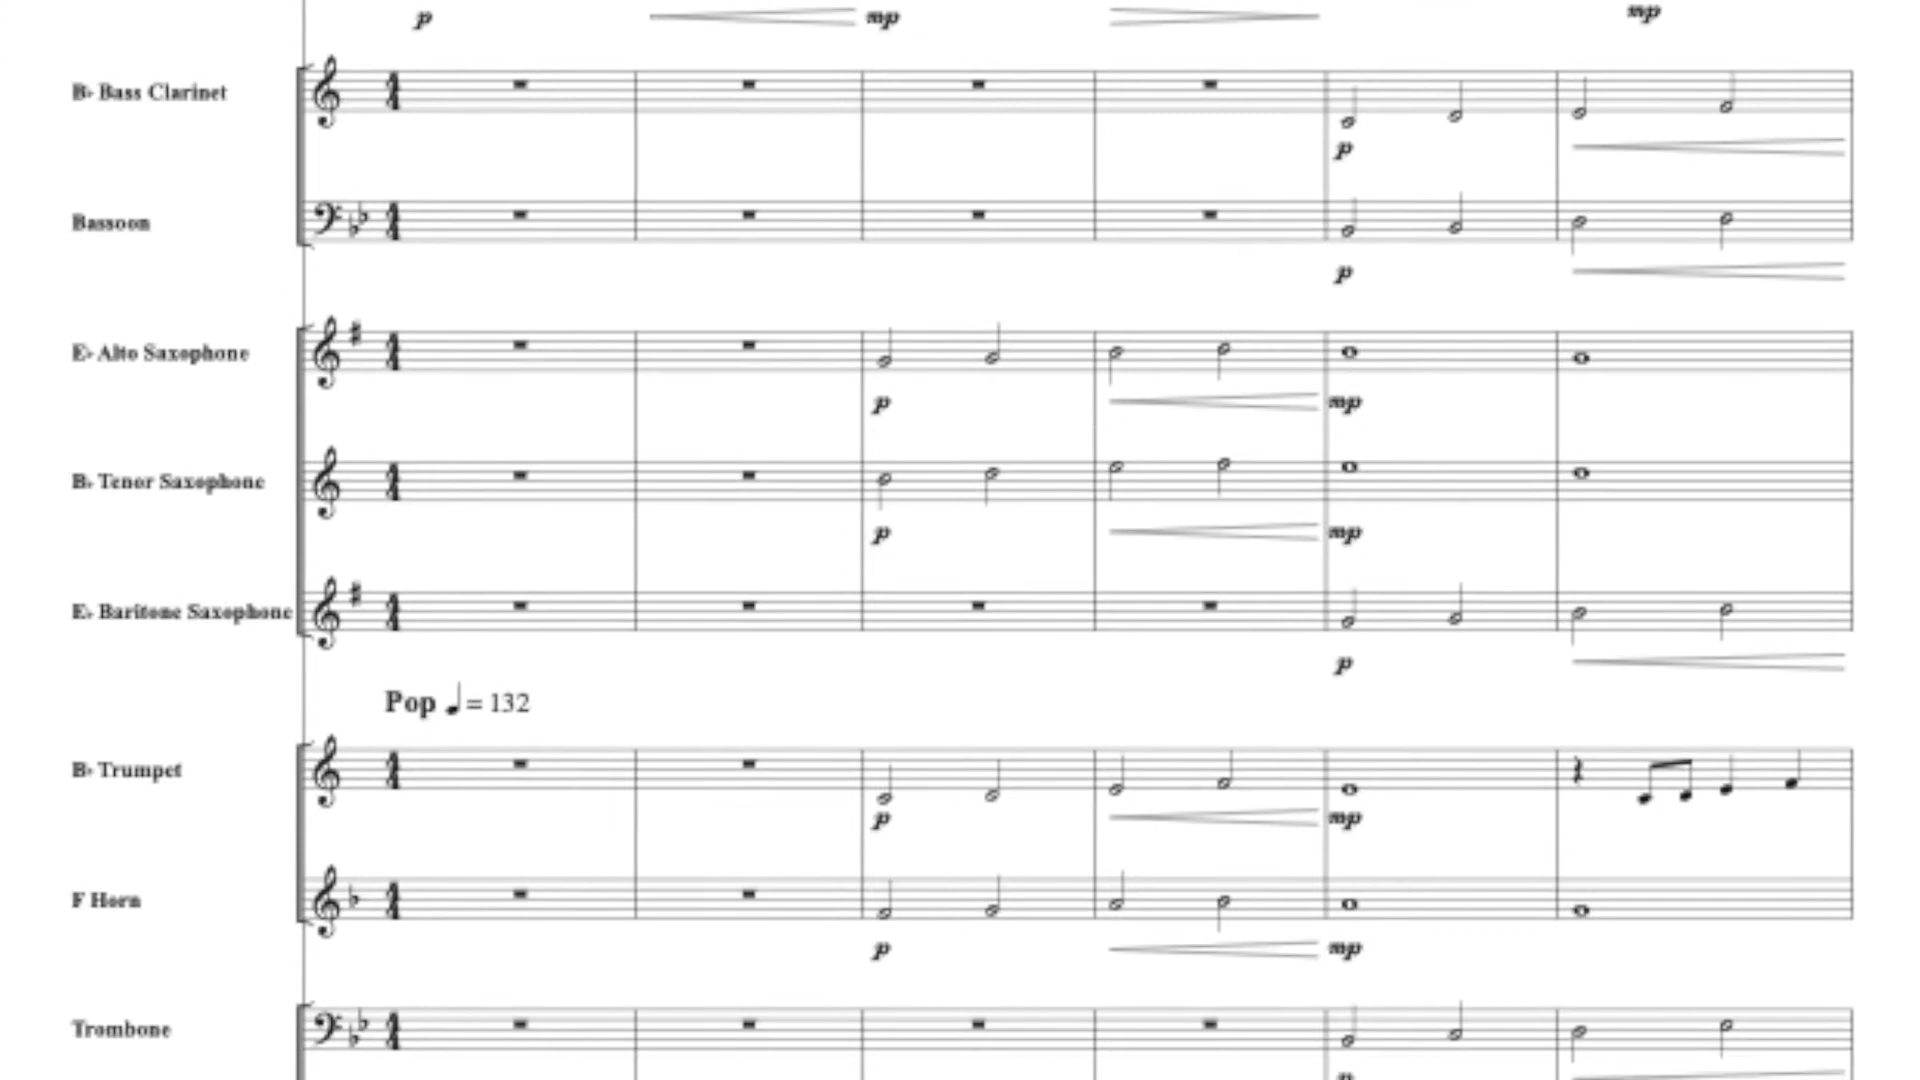 p mp mp
B♭ Bass Clarinet
p
Bassoon
p
E♭ Alto Saxophone
p mp
B♭ Tenor Saxophone
p mp
E♭ Baritone Saxophone
p
Pop ♩ = 132
B♭ Trumpet
p mp
F Horn
p mp
Trombone